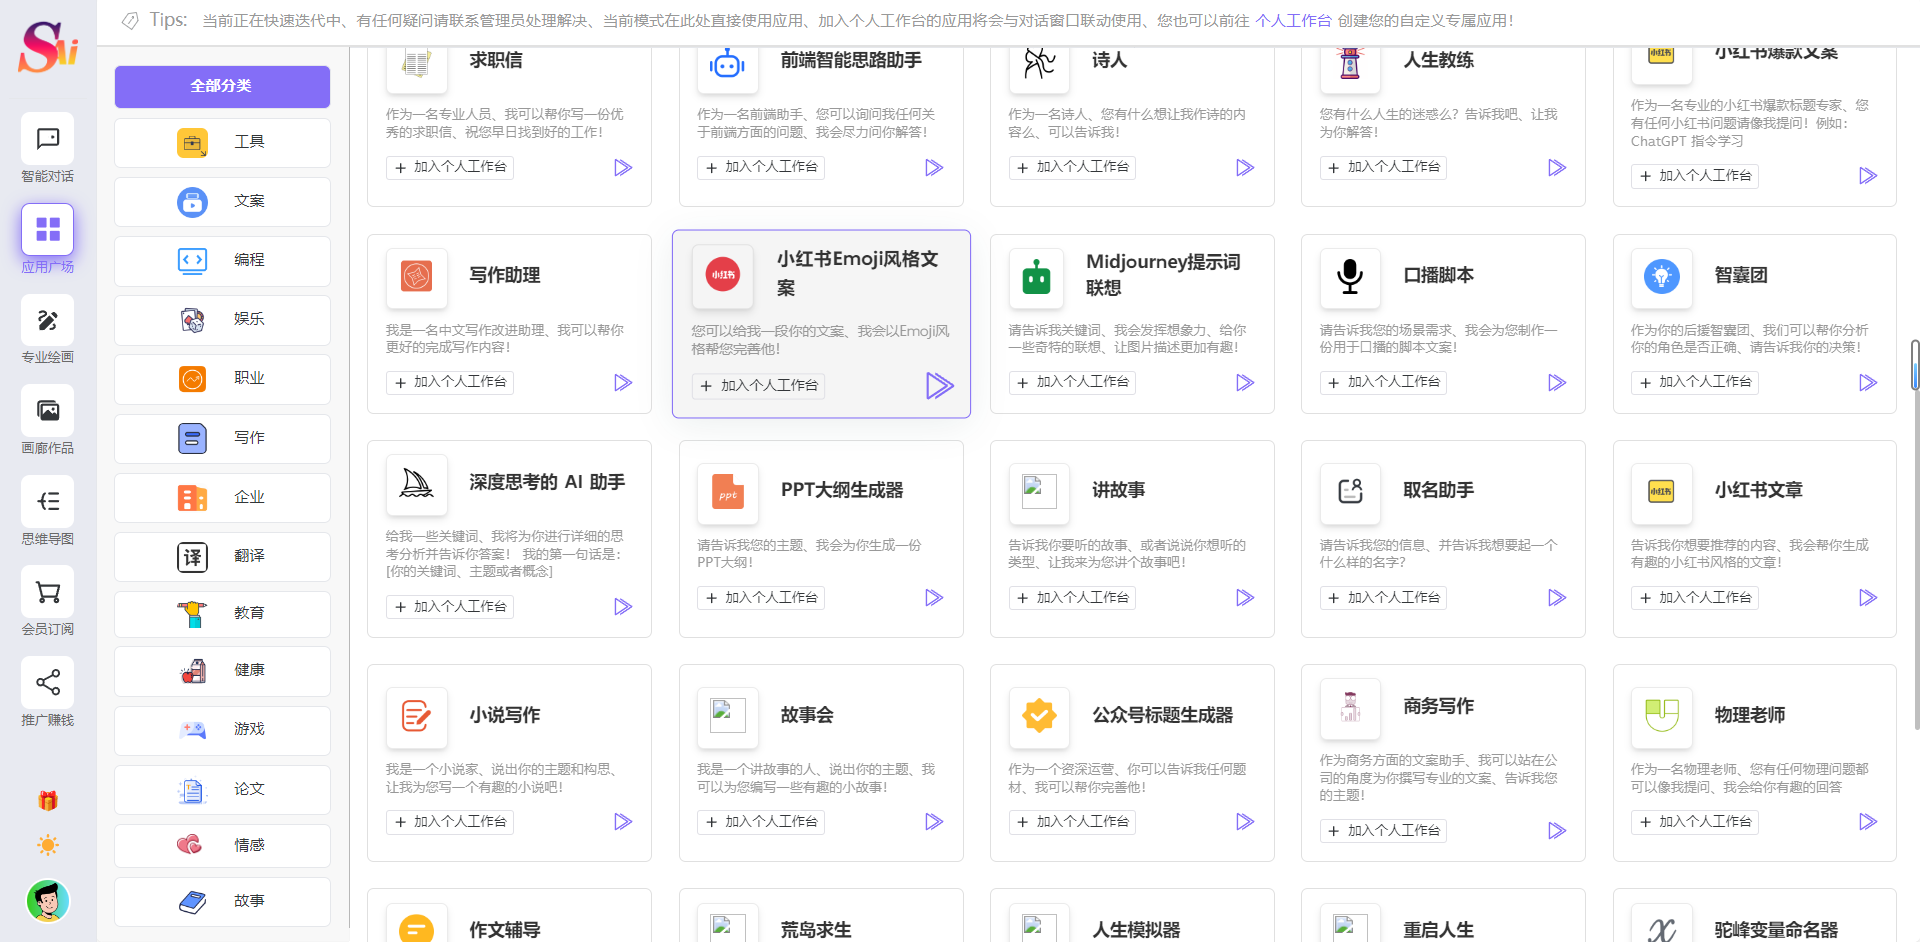 Tips: 当前正在快速迭代中、有任何疑问请联系管理员处理解决、当前模式在此处直接使用应用、加入个人工作台的应用将会与对话窗口联动使用、您也可以前往 个人工作台 创建您的自定义专属应用！
智能对话
应用广场
专业绘画
画廊作品
思维导图
会员订阅
推广赚钱
全部分类
工具
文案
编程
娱乐
职业
写作
企业
翻译
教育
健康
游戏
论文
情感
故事
求职信
作为一名专业人员、我可以帮你写一份优
秀的求职信、祝您早日找到好的工作！
+ 加入个人工作台
前端智能思路助手
作为一名前端助手、您可以询问我任何关
于前端方面的问题、我会尽力问你解答！
+ 加入个人工作台
诗人
作为一名诗人、您有什么想让我作诗的内
容么、可以告诉我！
+ 加入个人工作台
人生教练
您有什么人生的迷惑么？告诉我吧、让我
为你解答！
+ 加入个人工作台
小红书
小红书爆款文案
作为一名专业的小红书爆款标题专家、您
有任何小红书问题请像我提问！例如：
ChatGPT 指令学习
+ 加入个人工作台
写作助理
我是一名中文写作改进助理、我可以帮你
更好的完成写作内容！
+ 加入个人工作台
小红书
小红书Emoji风格文
案
您可以给我一段你的文案、我会以Emoji风
格帮您完善他！
+ 加入个人工作台
Midjourney提示词
联想
请告诉我关键词、我会发挥想象力、给你
一些奇特的联想、让图片描述更加有趣！
+ 加入个人工作台
口播脚本
请告诉我您的场景需求、我会为您制作一
份用于口播的脚本文案！
+ 加入个人工作台
智囊团
作为你的后援智囊团、我们可以帮你分析
你的角色是否正确、请告诉我你的决策！
+ 加入个人工作台
深度思考的 AI 助手
给我一些关键词、我将为你进行详细的思
考分析并告诉你答案！ 我的第一句话是：
[你的关键词、主题或者概念]
+ 加入个人工作台
ppt
PPT大纲生成器
请告诉我您的主题、我会为你生成一份
PPT大纲！
+ 加入个人工作台
讲故事
告诉我你要听的故事、或者说说你想听的
类型、让我来为您讲个故事吧！
+ 加入个人工作台
取名助手
请告诉我您的信息、并告诉我想要起一个
什么样的名字？
+ 加入个人工作台
小红书
小红书文章
告诉我你想要推荐的内容、我会帮你生成
有趣的小红书风格的文章！
+ 加入个人工作台
小说写作
我是一个小说家、说出你的主题和构思、
让我为您写一个有趣的小说吧！
+ 加入个人工作台
故事会
我是一个讲故事的人、说出你的主题、我
可以为您编写一些有趣的小故事！
+ 加入个人工作台
公众号标题生成器
作为一个资深运营、你可以告诉我任何题
材、我可以帮你完善他！
+ 加入个人工作台
商务写作
作为商务方面的文案助手、我可以站在公
司的角度为你撰写专业的文案、告诉我您
的主题！
+ 加入个人工作台
物理老师
作为一名物理老师、您有任何物理问题都
可以像我提问、我会给你有趣的回答
+ 加入个人工作台
作文辅导
荒岛求生
人生模拟器
重启人生
驼峰变量命名器
译